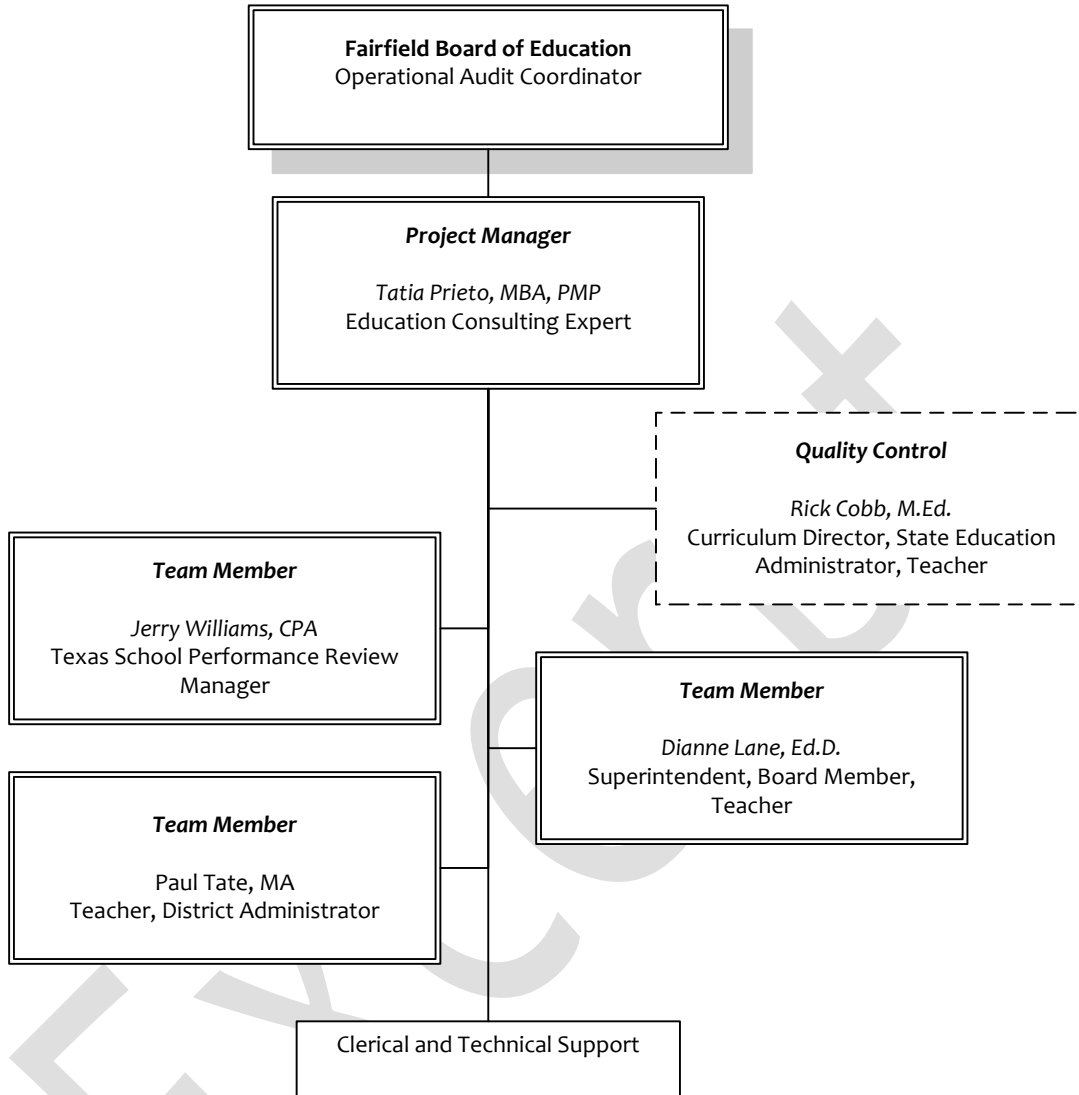 Fairfield Board of Education
Operational Audit Coordinator
Project Manager
Tatia Prieto, MBA, PMP
Education Consulting Expert
Quality Control
Rick Cobb, M.Ed.
Curriculum Director, State Education
Administrator, Teacher
Team Member
Jerry Williams, CPA
Texas School Performance Review
Manager
Team Member
Dianne Lane, Ed.D.
Superintendent, Board Member,
Teacher
Team Member
Paul Tate, MA
Teacher, District Administrator
Clerical and Technical Support
Excerpt